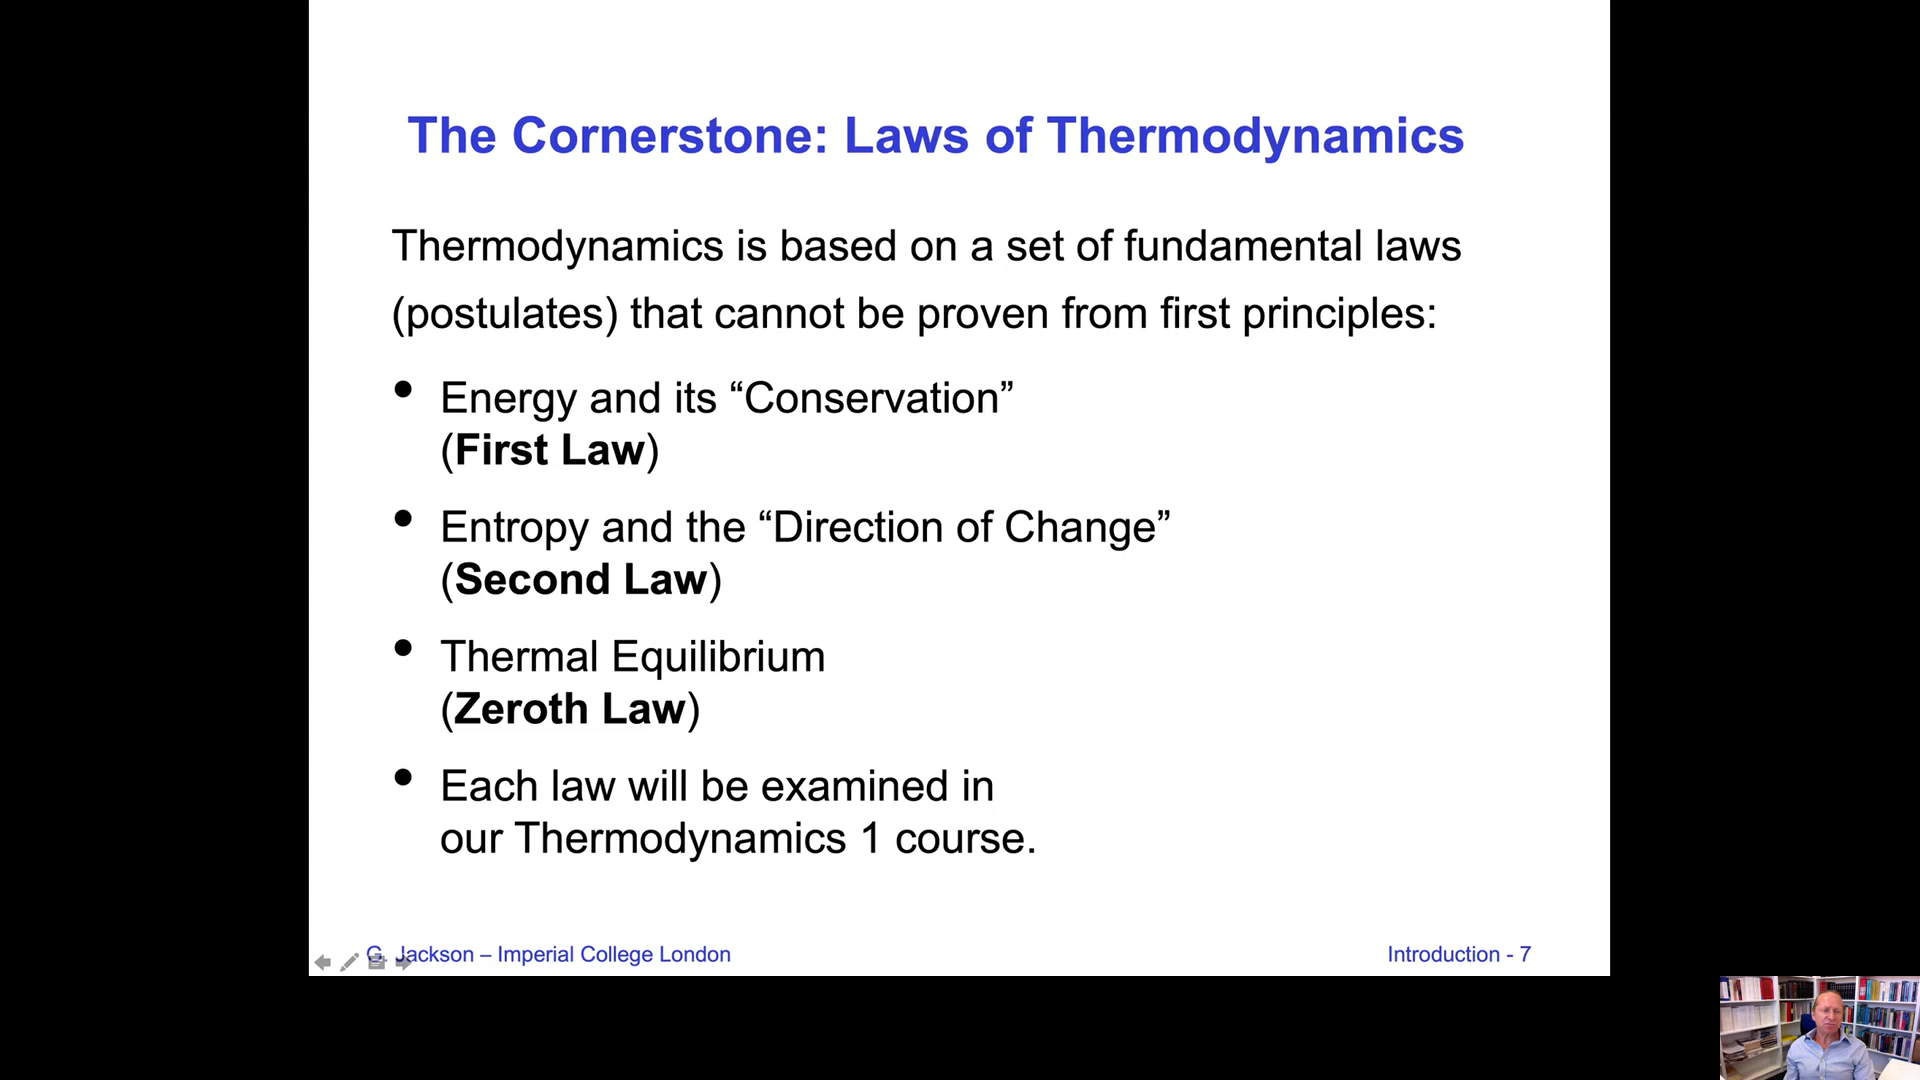 The Cornerstone: Laws of Thermodynamics
Thermodynamics is based on a set of fundamental laws
(postulates) that cannot be proven from first principles:
• Energy and its “Conservation”
(First Law)
• Entropy and the “Direction of Change”
(Second Law)
• Thermal Equilibrium
(Zeroth Law)
• Each law will be examined in
our Thermodynamics 1 course.
G. Jackson – Imperial College London
Introduction - 7